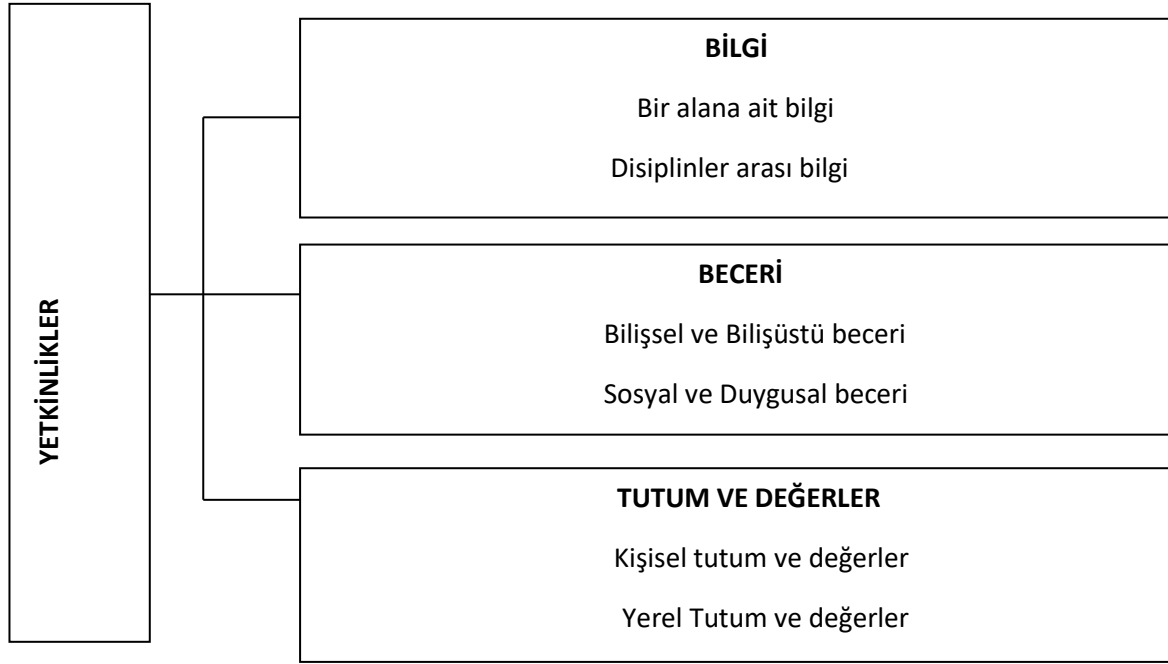 YETKİNLİKLER
BİLGİ
Bir alana ait bilgi
Disiplinler arası bilgi
BECERİ
Bilişsel ve Bilişüstü beceri
Sosyal ve Duygusal beceri
TUTUM VE DEĞERLER
Kişisel tutum ve değerler
Yerel Tutum ve değerler